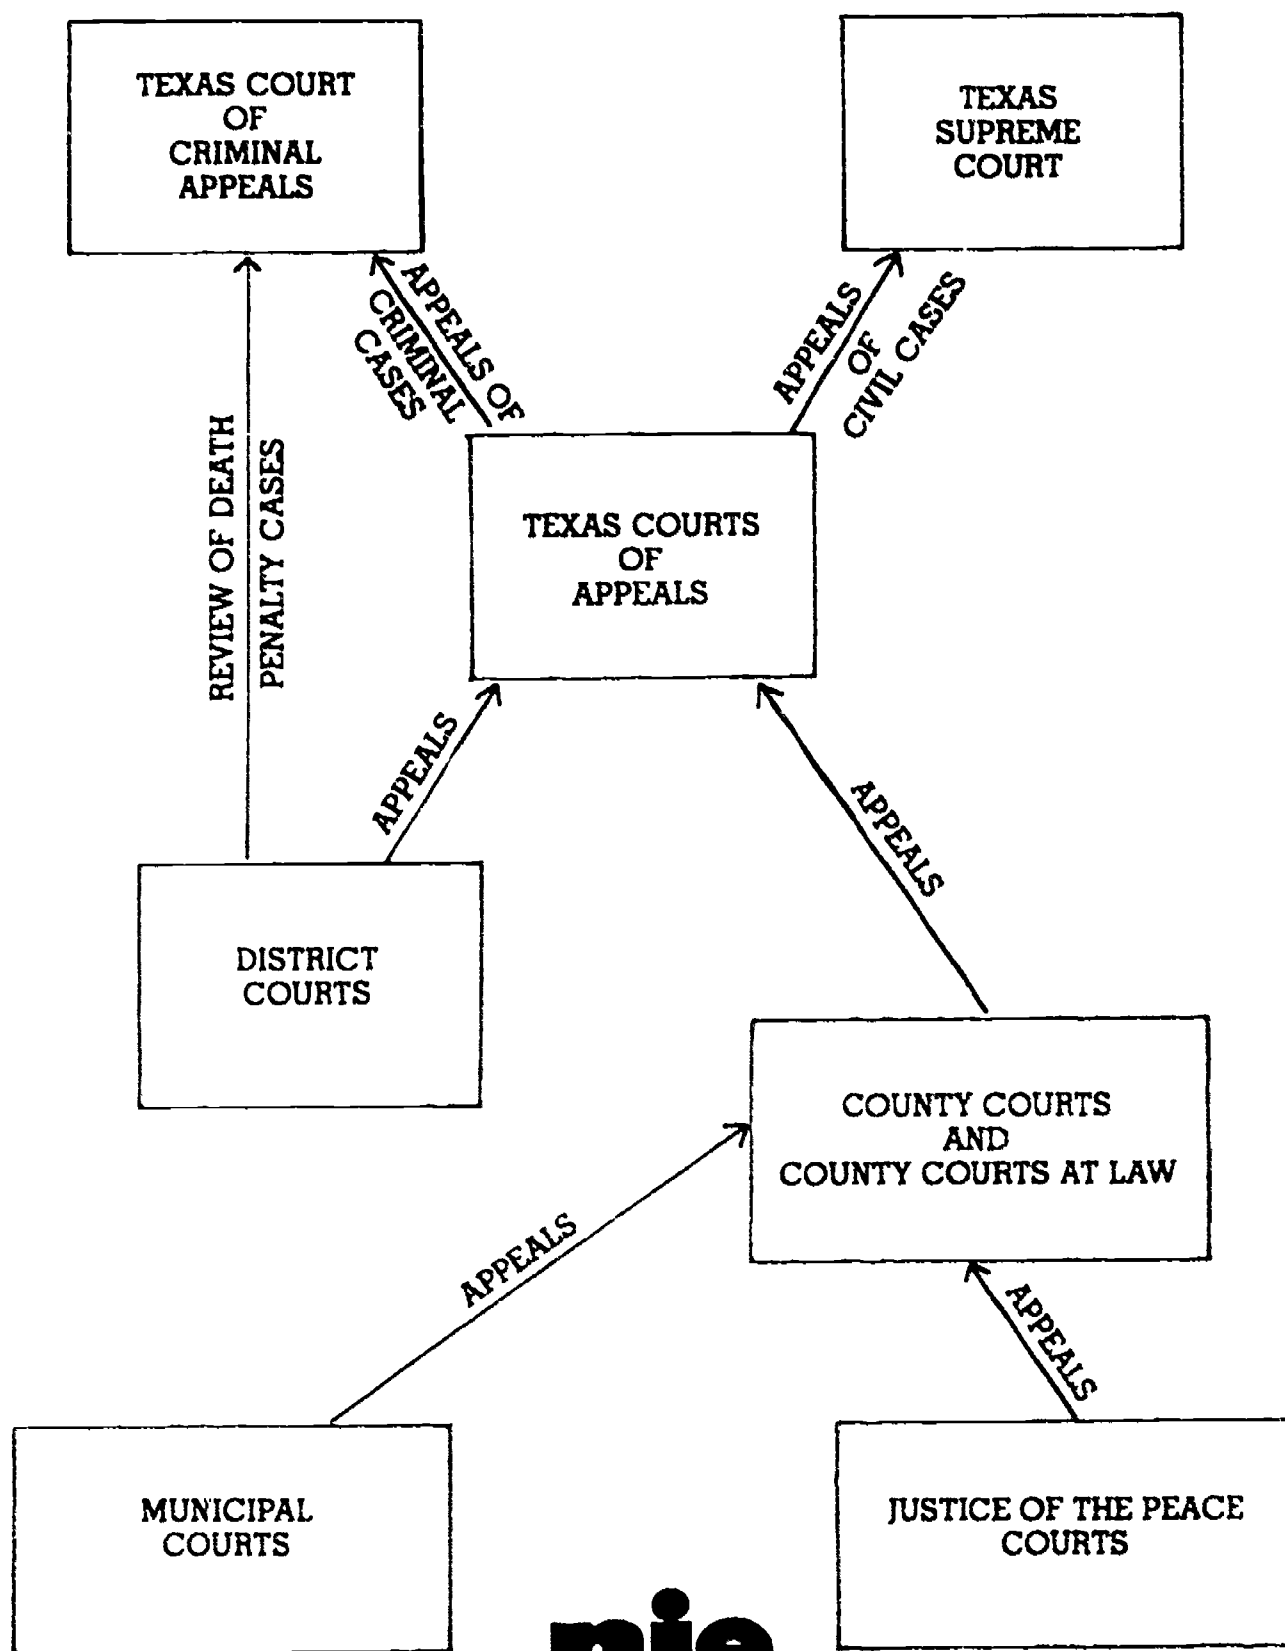 TEXAS COURT
OF
CRIMINAL
APPEALS
TEXAS
SUPREME
COURT
APPEALS OF
CRIMINAL
CASES
APPEALS
OF
CIVIL CASES
REVIEW OF DEATH
PENALTY CASES
TEXAS COURTS
OF
APPEALS
APPEALS
APPEALS
DISTRICT
COURTS
COUNTY COURTS
AND
COUNTY COURTS AT LAW
APPEALS
APPEALS
MUNICIPAL
COURTS
JUSTICE OF THE PEACE
COURTS
nie